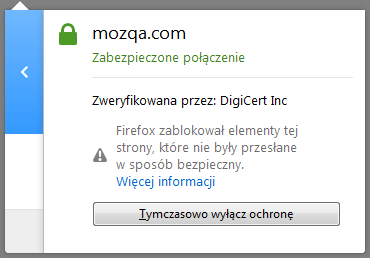 mozqa.com
Zabezpieczone połączenie
Zweryfikowana przez: DigiCert Inc
Firefox zablokował elementy tej
strony, które nie były przesłane
w sposób bezpieczny.
Więcej informacji
Tymczasowo wyłącz ochronę